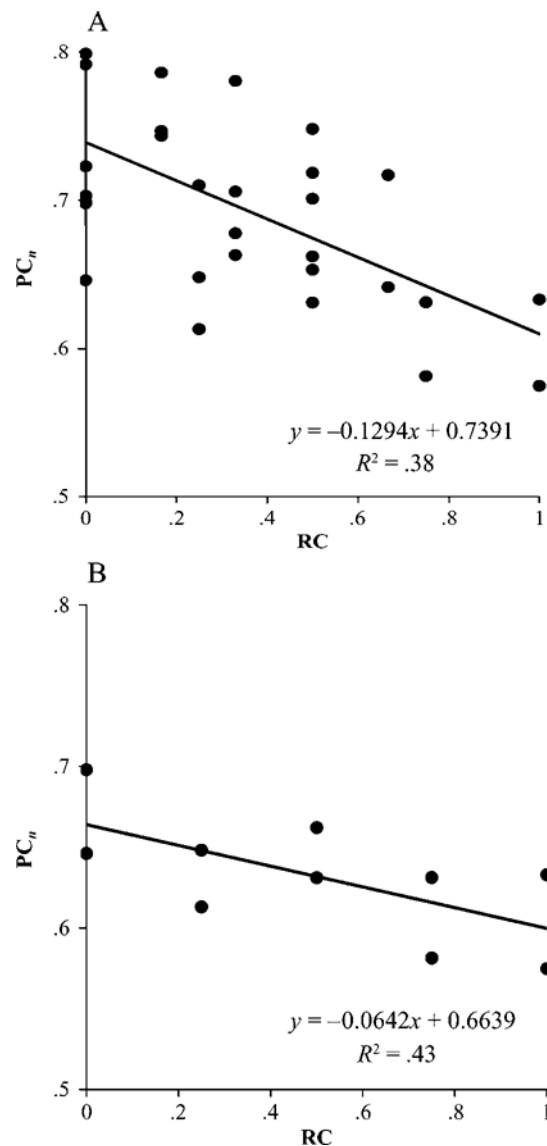 A
.8
.7
PCn
.6
y = –0.1294x + 0.7391
R² = .38
.5
0 .2 .4 .6 .8 1
RC
B
.8
.7
PCn
.6
y = –0.0642x + 0.6639
R² = .43
.5
0 .2 .4 .6 .8 1
RC